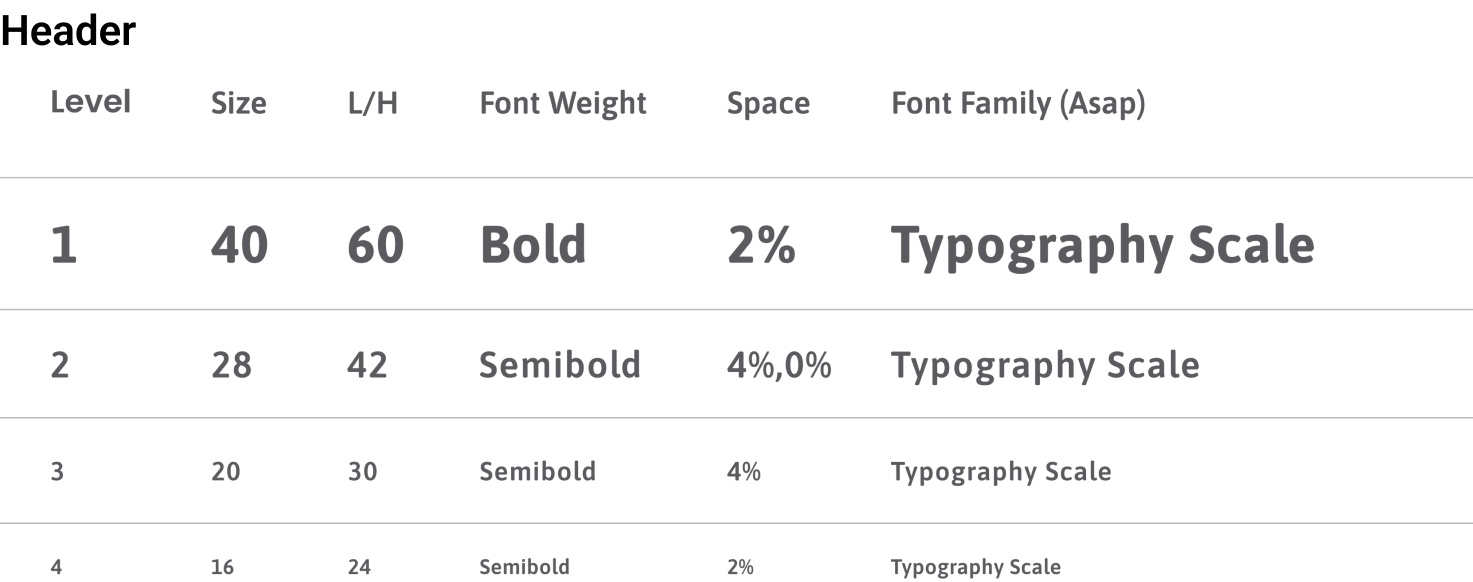 Header
Level Size L/H Font Weight Space Font Family (Asap)
1 40 60 Bold 2% Typography Scale
2 28 42 Semibold 4%,0% Typography Scale
3 20 30 Semibold 4% Typography Scale
4 16 24 Semibold 2% Typography Scale